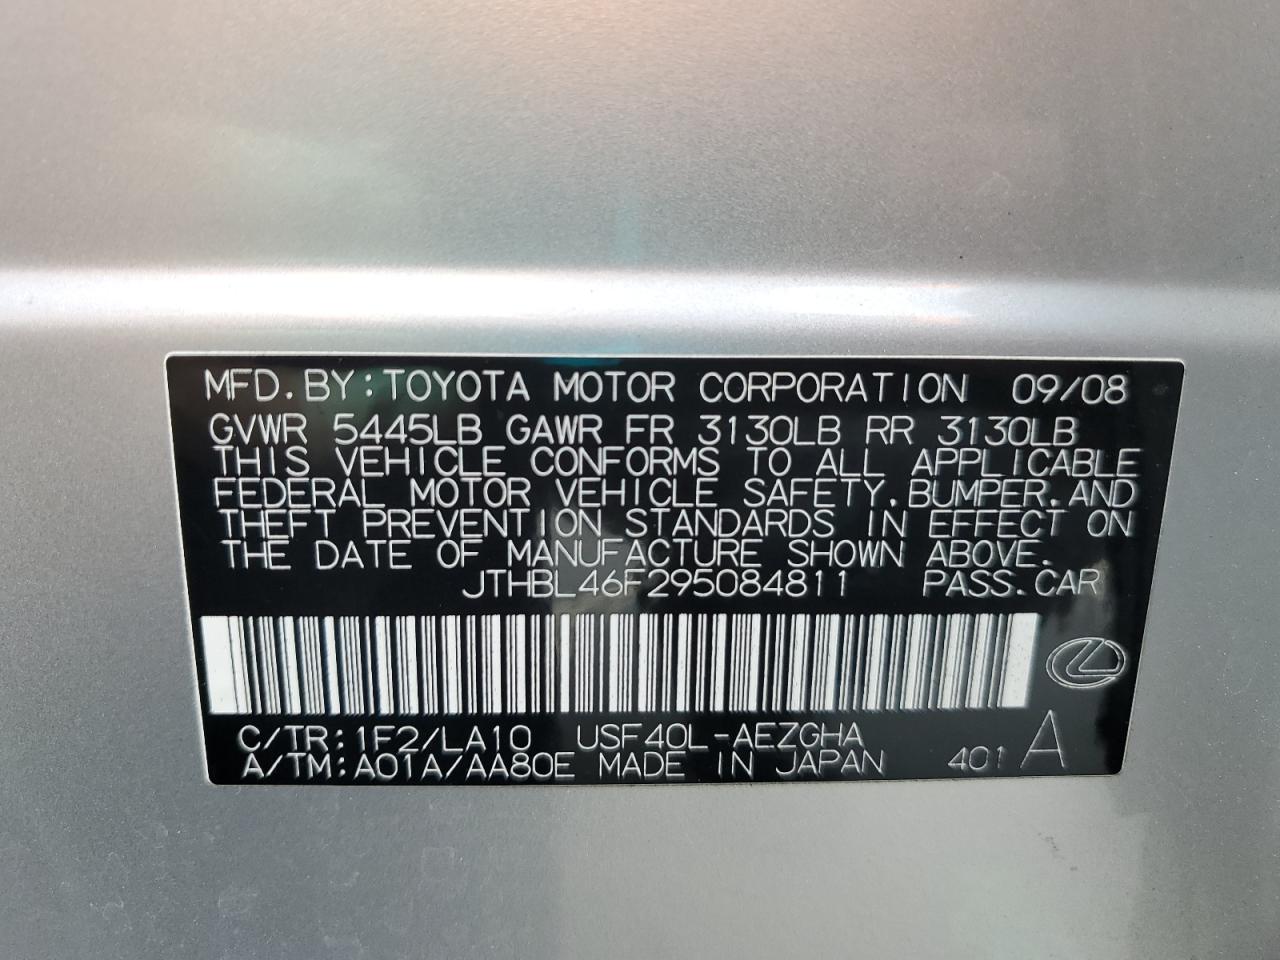 MFD. BY: TOYOTA MOTOR CORPORATION 09/08
GVWR 5445LB GAWR FR 3130LB RR 3130LB
THIS VEHICLE CONFORMS TO ALL APPLICABLE
FEDERAL MOTOR VEHICLE SAFETY, BUMPER, AND
THEFT PREVENTION STANDARDS IN EFFECT ON
THE DATE OF MANUFACTURE SHOWN ABOVE.
JTHBL46F295084811 PASS. CAR
C/TR: 1F2/LA10 USF40L-AEZGHA
A/TM: A01A/AA80E MADE IN JAPAN 401 A